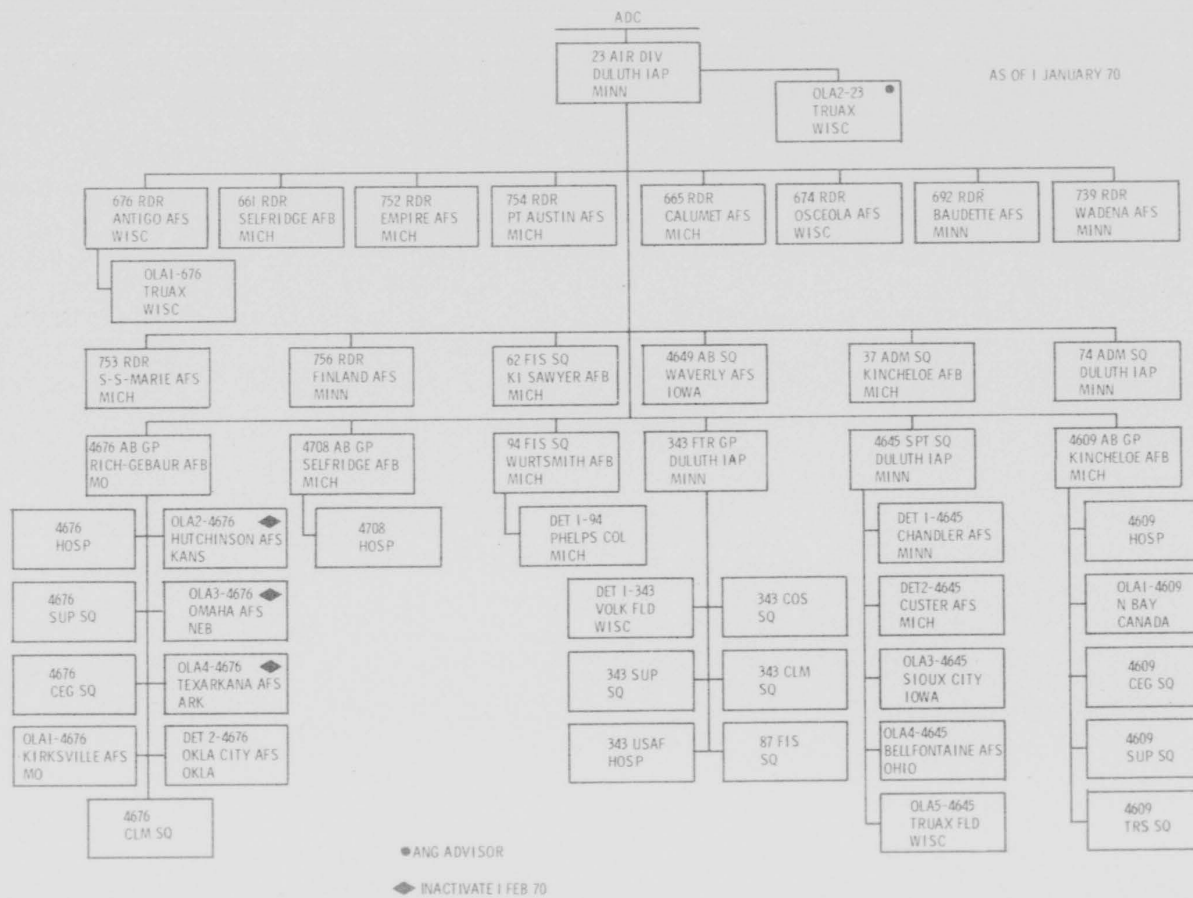 ADC
23 AIR DIV
DULUTH IAP
MINN
AS OF 1 JANUARY 70
OLA2-23
TRUAX
WISC
676 RDR
ANTIGO AFS
WISC
661 RDR
SELFRIDGE AFB
MICH
752 RDR
EMPIRE AFS
MICH
754 RDR
PT AUSTIN AFS
MICH
665 RDR
CALUMET AFS
MICH
674 RDR
OSCEOLA AFS
WISC
692 RDR
BAUDETTE AFS
MINN
739 RDR
WADENA AFS
MINN
OLA1-676
TRUAX
WISC
753 RDR
S-S-MARIE AFS
MICH
756 RDR
FINLAND AFS
MINN
62 FIS SQ
KI SAWYER AFB
MICH
4649 AB SQ
WAVERLY AFS
IOWA
37 ADM SQ
KINCHELOE AFB
MICH
74 ADM SQ
DULUTH IAP
MINN
4676 AB GP
RICH-GEBAUR AFB
MO
4708 AB GP
SELFRIDGE AFB
MICH
94 FIS SQ
WURTSMITH AFB
MICH
343 FTR GP
DULUTH IAP
MINN
4645 SPT SQ
DULUTH IAP
MINN
4609 AB GP
KINCHELOE AFB
MICH
4676
HOSP
OLA2-4676
HUTCHINSON AFS
KANS
4676
SUP SQ
OLA3-4676
OMAHA AFS
NEB
4676
CEG SQ
OLA4-4676
TEXARKANA AFS
ARK
OLA1-4676
KIRKSVILLE AFS
MO
DET 2-4676
OKLA CITY AFS
OKLA
4676
CLM SQ
4708
HOSP
DET 1-94
PHELPS COL
MICH
DET 1-343
VOLK FLD
WISC
343 COS
SQ
343 SUP
SQ
343 CLM
SQ
343 USAF
HOSP
87 FIS
SQ
DET 1-4645
CHANDLER AFS
MINN
DET2-4645
CUSTER AFS
MICH
OLA3-4645
SIOUX CITY
IOWA
OLA4-4645
BELLFONTAINE AFS
OHIO
OLA5-4645
TRUAX FLD
WISC
4609
HOSP
OLA1-4609
N BAY
CANADA
4609
CEG SQ
4609
SUP SQ
4609
TRS SQ
ANG ADVISOR
INACTIVATE 1 FEB 70